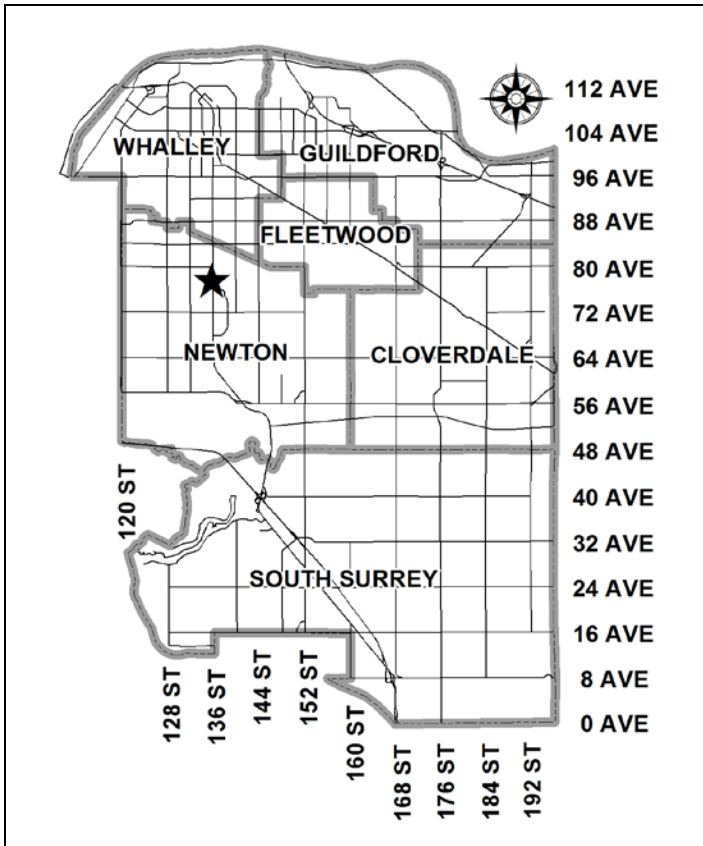 112 AVE
104 AVE
WHALLEY
GUILDFORD
96 AVE
88 AVE
FLEETWOOD
80 AVE
72 AVE
NEWTON
CLOVERDALE
64 AVE
56 AVE
48 AVE
120 ST
40 AVE
32 AVE
SOUTH SURREY
24 AVE
16 AVE
8 AVE
0 AVE
128 ST
136 ST
144 ST
152 ST
160 ST
168 ST
176 ST
184 ST
192 ST